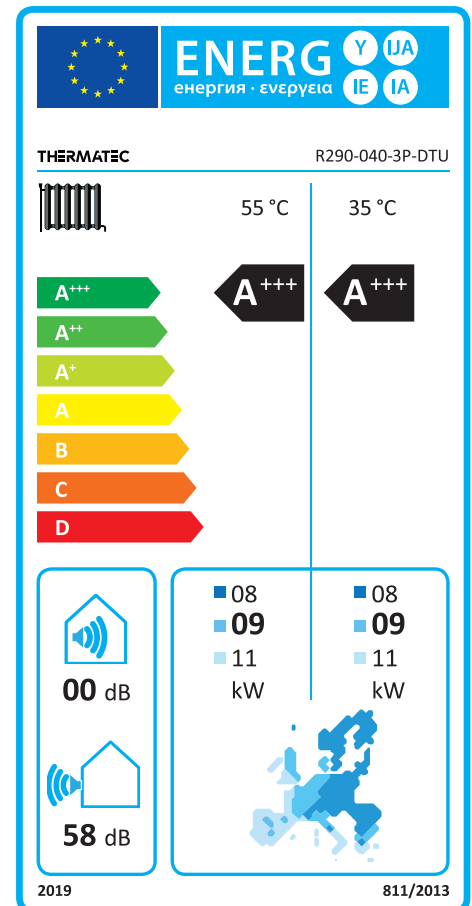 ENERG
енергия · ενεργεια
Y IJA
IE IA
THERMATEC R290-040-3P-DTU
55 °C 35 °C
A+++ A+++
A+++
A++
A+
A
B
C
D
00 dB
58 dB
08 08
09 09
11 11
kW kW
2019 811/2013